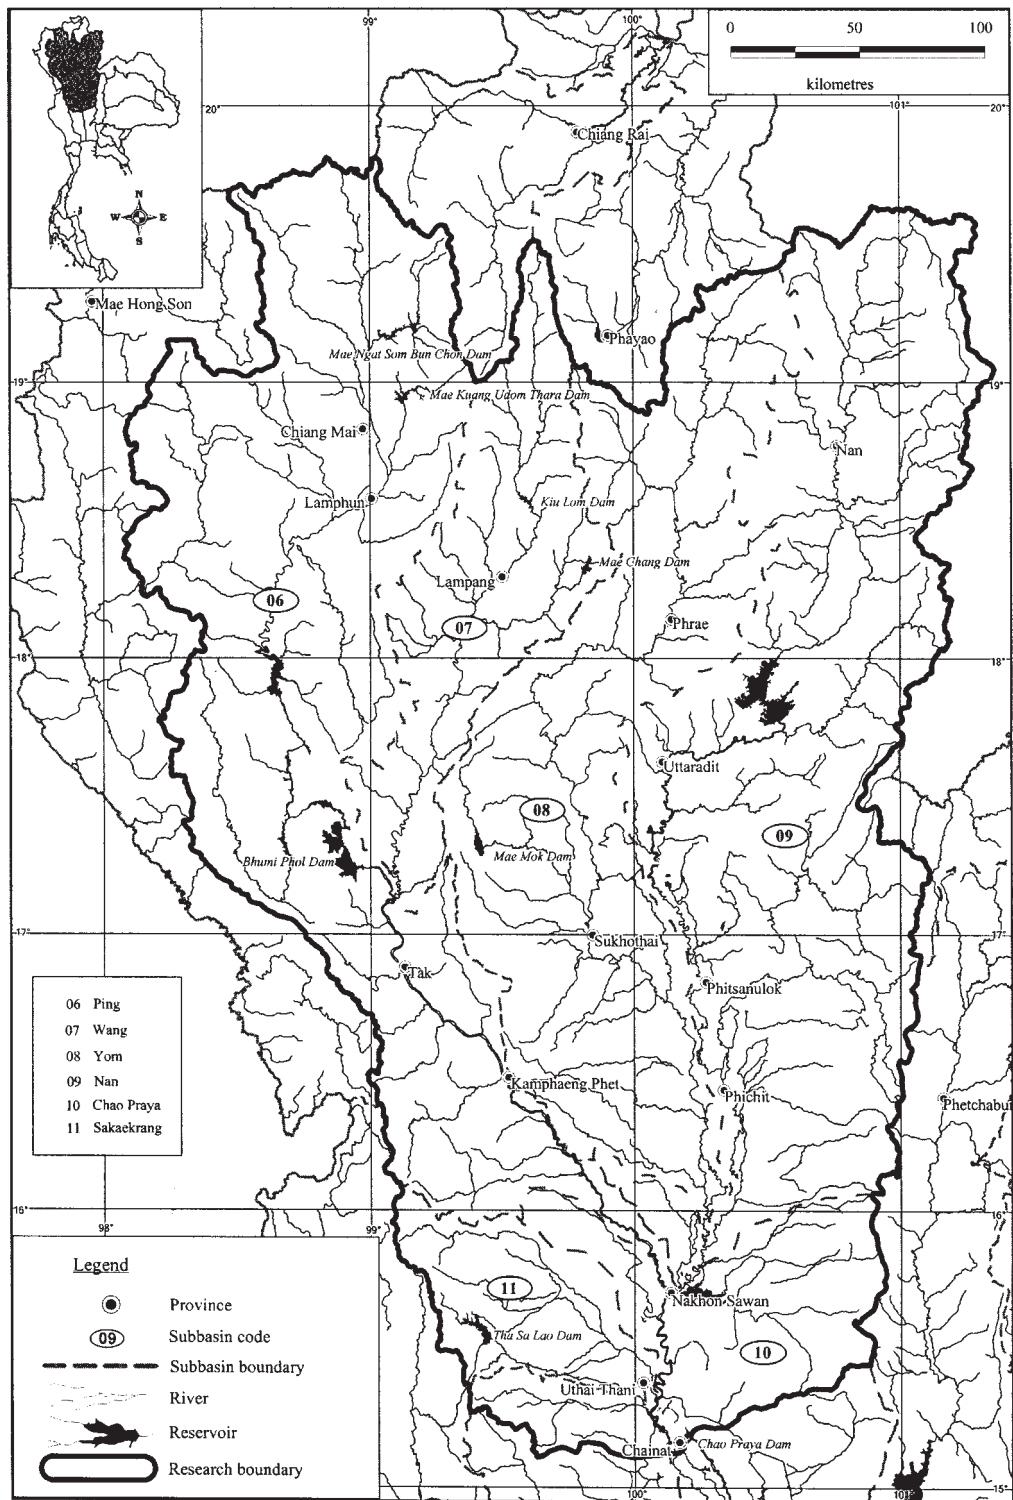 99°
100°
0 50 100
kilometres
20°
101°
20°
Chiang Rai
N
W E
S
Mae Hong Son
Phayao
Mae Ngat Som Bun Chon Dam
19°
19°
Mae Kuang Udom Thara Dam
Chiang Mai
Nan
Lamphun
Kiu Lom Dam
Mae Chang Dam
Lampang
06
07
Phrae
18°
18°
Uttaradit
08
09
Bhumi Phol Dam
Mae Mok Dam
17°
17°
Sukhothai
Tak
Phitsanulok
06 Ping
07 Wang
08 Yom
09 Nan
10 Chao Praya
11 Sakaekrang
Kamphaeng Phet
Phichit
Phetchabu
16°
16°
98°
99°
Legend
Province
09 Subbasin code
Subbasin boundary
River
Reservoir
Research boundary
11
Nakhon Sawan
Tha Sa Lao Dam
10
Uthai Thani
Chainat
Chao Praya Dam
100°
101°
15°